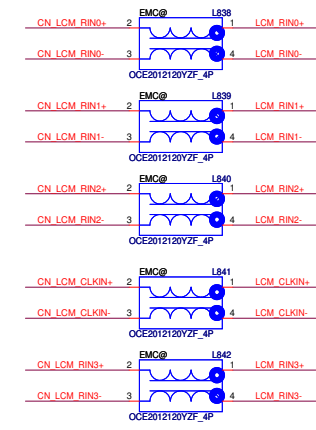 EMC@ L838
CN_LCM_RIN0+ 2 1 LCM_RIN0+
CN_LCM_RIN0- 3 4 LCM_RIN0-
OCE2012120YZF_4P
EMC@ L839
CN_LCM_RIN1+ 2 1 LCM_RIN1+
CN_LCM_RIN1- 3 4 LCM_RIN1-
OCE2012120YZF_4P
EMC@ L840
CN_LCM_RIN2+ 2 1 LCM_RIN2+
CN_LCM_RIN2- 3 4 LCM_RIN2-
OCE2012120YZF_4P
EMC@ L841
CN_LCM_CLKIN+ 2 1 LCM_CLKIN+
CN_LCM_CLKIN- 3 4 LCM_CLKIN-
OCE2012120YZF_4P
EMC@ L842
CN_LCM_RIN3+ 2 1 LCM_RIN3+
CN_LCM_RIN3- 3 4 LCM_RIN3-
OCE2012120YZF_4P